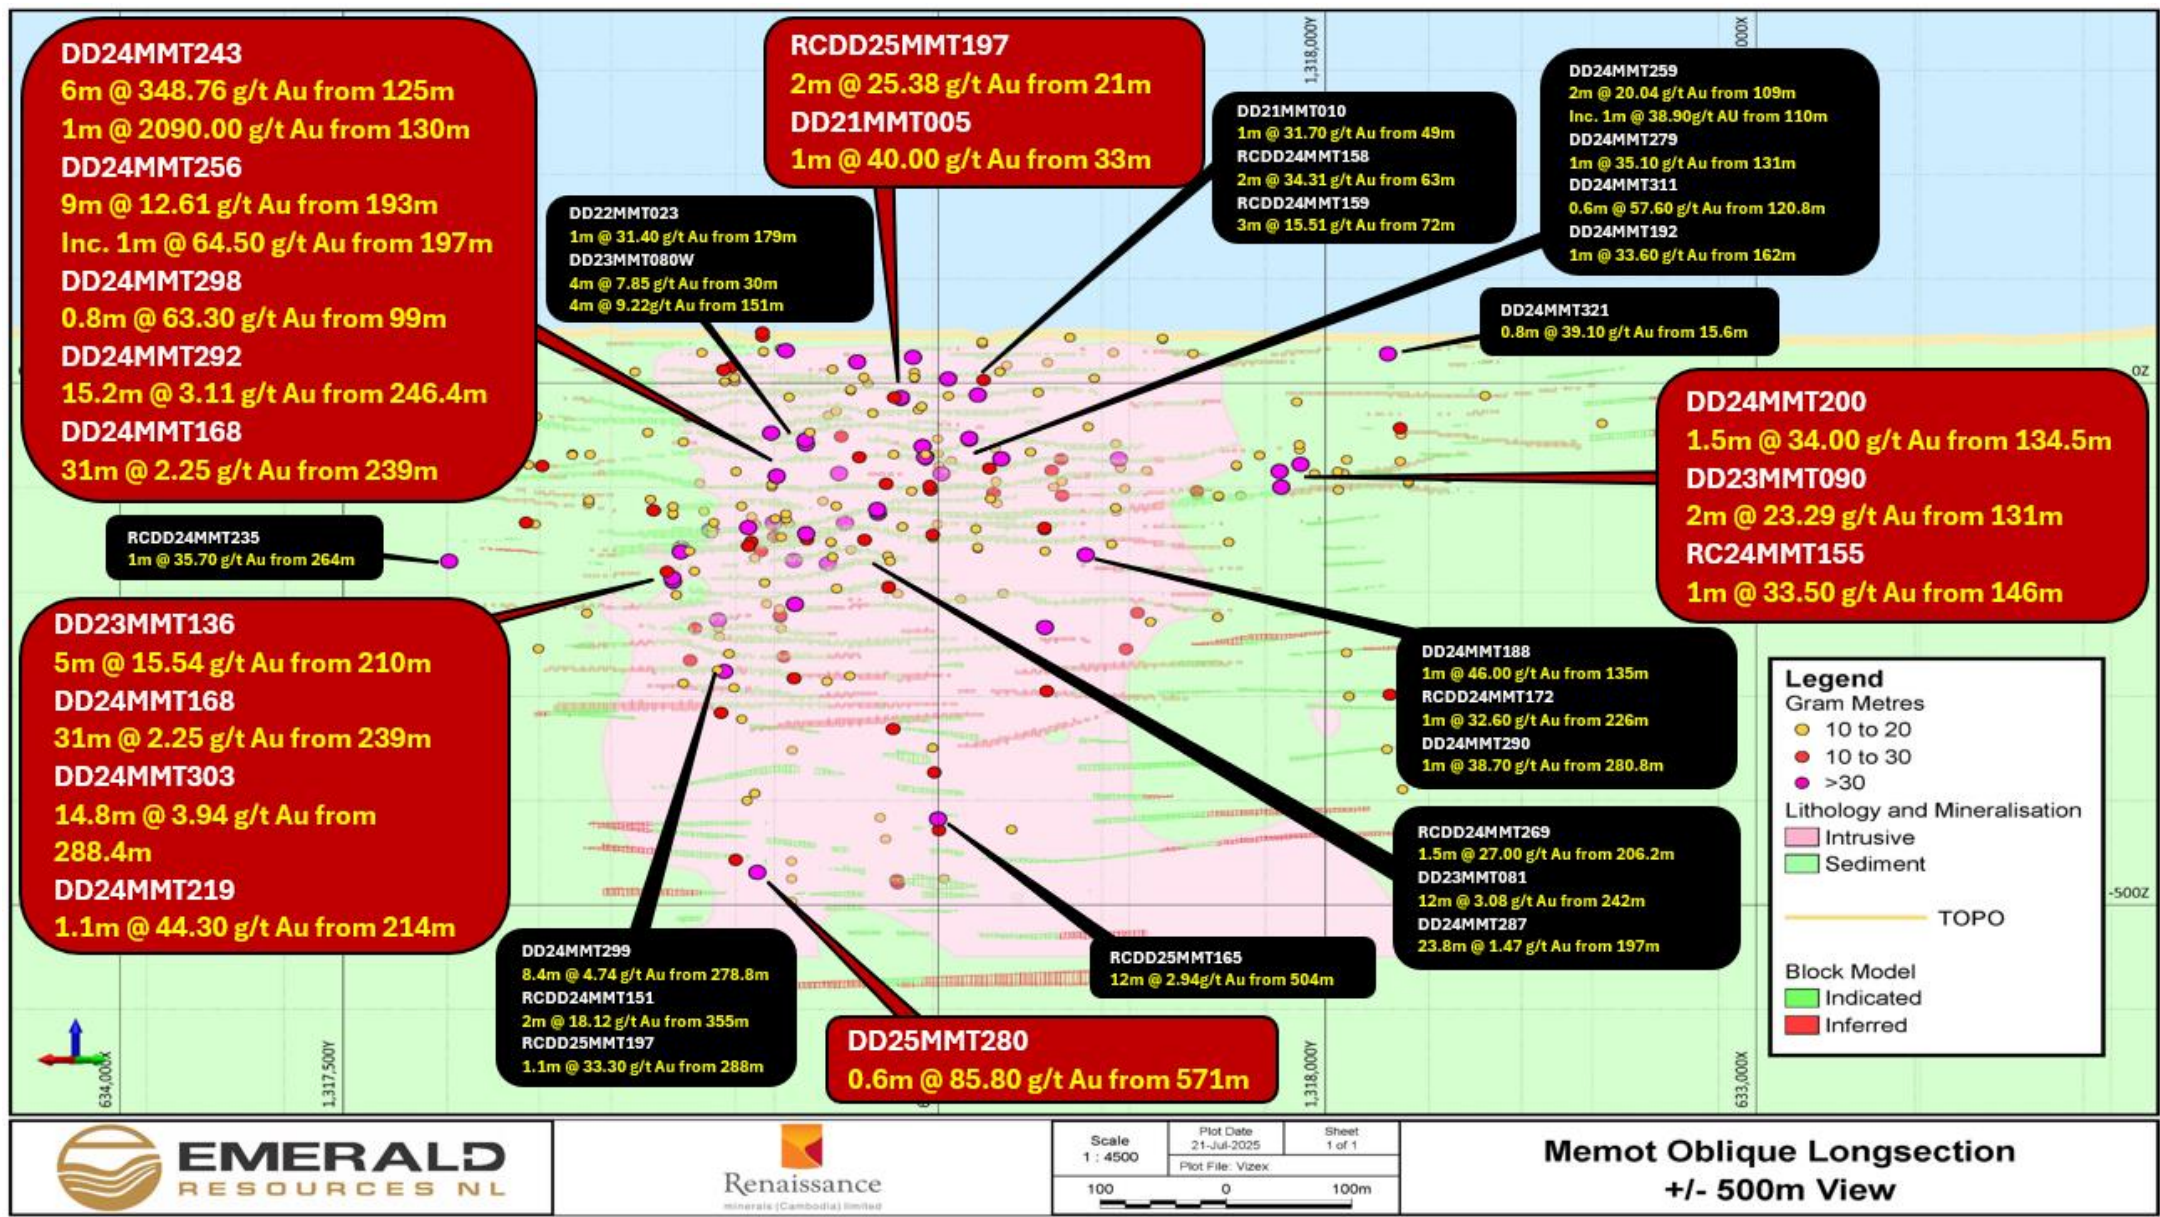 DD24MMT243
6m @ 348.76 g/t Au from 125m
1m @ 2090.00 g/t Au from 130m
DD24MMT256
9m @ 12.61 g/t Au from 193m
Inc. 1m @ 64.50 g/t Au from 197m
DD24MMT298
0.8m @ 63.30 g/t Au from 99m
DD24MMT292
15.2m @ 3.11 g/t Au from 246.4m
DD24MMT168
31m @ 2.25 g/t Au from 239m
RCDD25MMT197
2m @ 25.38 g/t Au from 21m
DD21MMT005
1m @ 40.00 g/t Au from 33m
DD22MMT023
1m @ 31.40 g/t Au from 179m
DD23MMT080W
4m @ 7.85 g/t Au from 30m
4m @ 9.22g/t Au from 151m
DD21MMT010
1m @ 31.70 g/t Au from 49m
RCDD24MMT158
2m @ 34.31 g/t Au from 63m
RCDD24MMT159
3m @ 15.51 g/t Au from 72m
1,318,000Y
000X
DD24MMT259
2m @ 20.04 g/t Au from 109m
Inc. 1m @ 38.90g/t AU from 110m
DD24MMT279
1m @ 35.10 g/t Au from 131m
DD24MMT311
0.6m @ 57.60 g/t Au from 120.8m
DD24MMT192
1m @ 33.60 g/t Au from 162m
DD24MMT321
0.8m @ 39.10 g/t Au from 15.6m
0Z
DD24MMT200
1.5m @ 34.00 g/t Au from 134.5m
DD23MMT090
2m @ 23.29 g/t Au from 131m
RC24MMT155
1m @ 33.50 g/t Au from 146m
RCDD24MMT235
1m @ 35.70 g/t Au from 264m
DD23MMT136
5m @ 15.54 g/t Au from 210m
DD24MMT168
31m @ 2.25 g/t Au from 239m
DD24MMT303
14.8m @ 3.94 g/t Au from
288.4m
DD24MMT219
1.1m @ 44.30 g/t Au from 214m
DD24MMT188
1m @ 46.00 g/t Au from 135m
RCDD24MMT172
1m @ 32.60 g/t Au from 226m
DD24MMT290
1m @ 38.70 g/t Au from 280.8m
RCDD24MMT269
1.5m @ 27.00 g/t Au from 206.2m
DD23MMT081
12m @ 3.08 g/t Au from 242m
DD24MMT287
23.8m @ 1.47 g/t Au from 197m
DD24MMT299
8.4m @ 4.74 g/t Au from 278.8m
RCDD24MMT151
2m @ 18.12 g/t Au from 355m
RCDD25MMT197
1.1m @ 33.30 g/t Au from 288m
RCDD25MMT165
12m @ 2.94g/t Au from 504m
DD25MMT280
0.6m @ 85.80 g/t Au from 571m
Legend
Gram Metres
10 to 20
10 to 30
>30
Lithology and Mineralisation
Intrusive
Sediment
TOPO
Block Model
Indicated
Inferred
-500Z
634,000X
1,317,500Y
1,318,000Y
633,000X
EMERALD
RESOURCES NL
Renaissance
minerals (Cambodia) limited
Scale
1 : 4500
Plot Date
21-Jul-2025
Sheet
1 of 1
Plot File: Vizex
100 0 100m
Memot Oblique Longsection
+/- 500m View